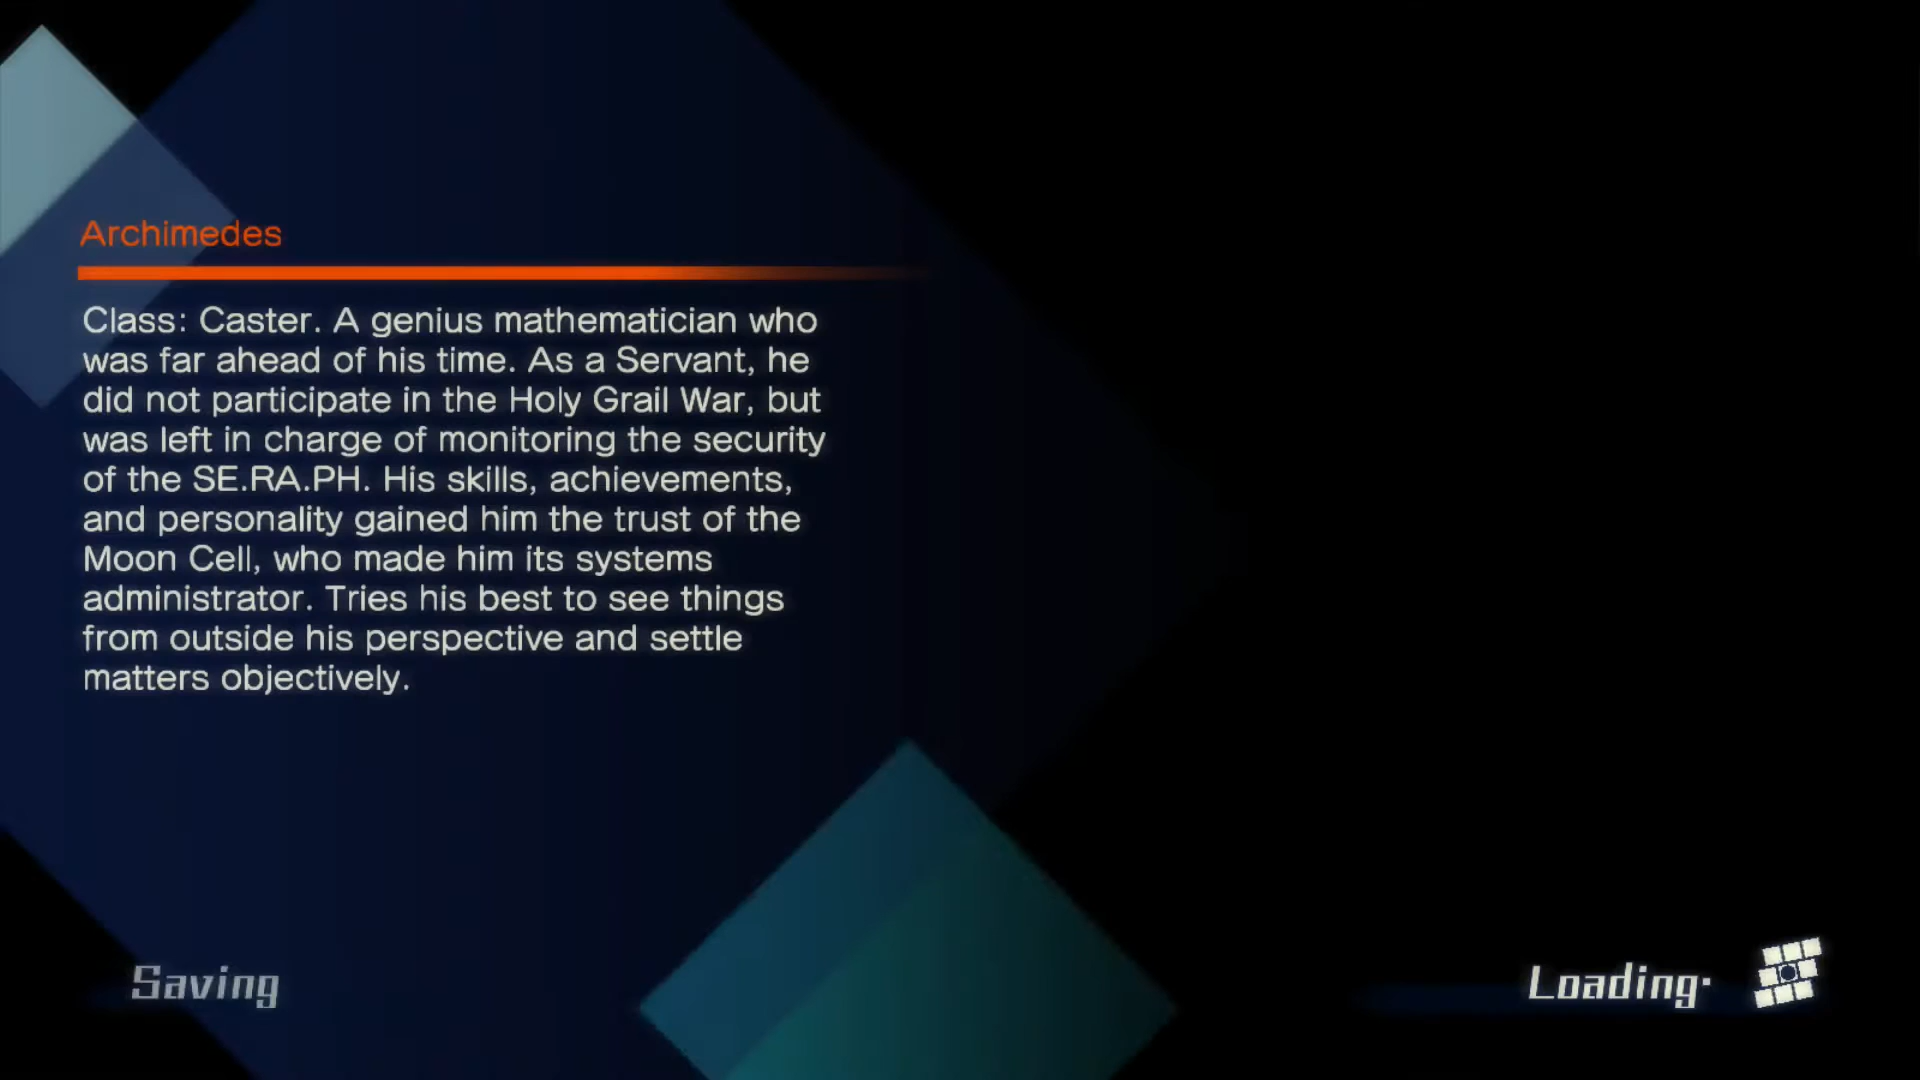 Archimedes
Class: Caster. A genius mathematician who
was far ahead of his time. As a Servant, he
did not participate in the Holy Grail War, but
was left in charge of monitoring the security
of the SE.RA.PH. His skills, achievements,
and personality gained him the trust of the
Moon Cell, who made him its systems
administrator. Tries his best to see things
from outside his perspective and settle
matters objectively.
Saving
Loading·